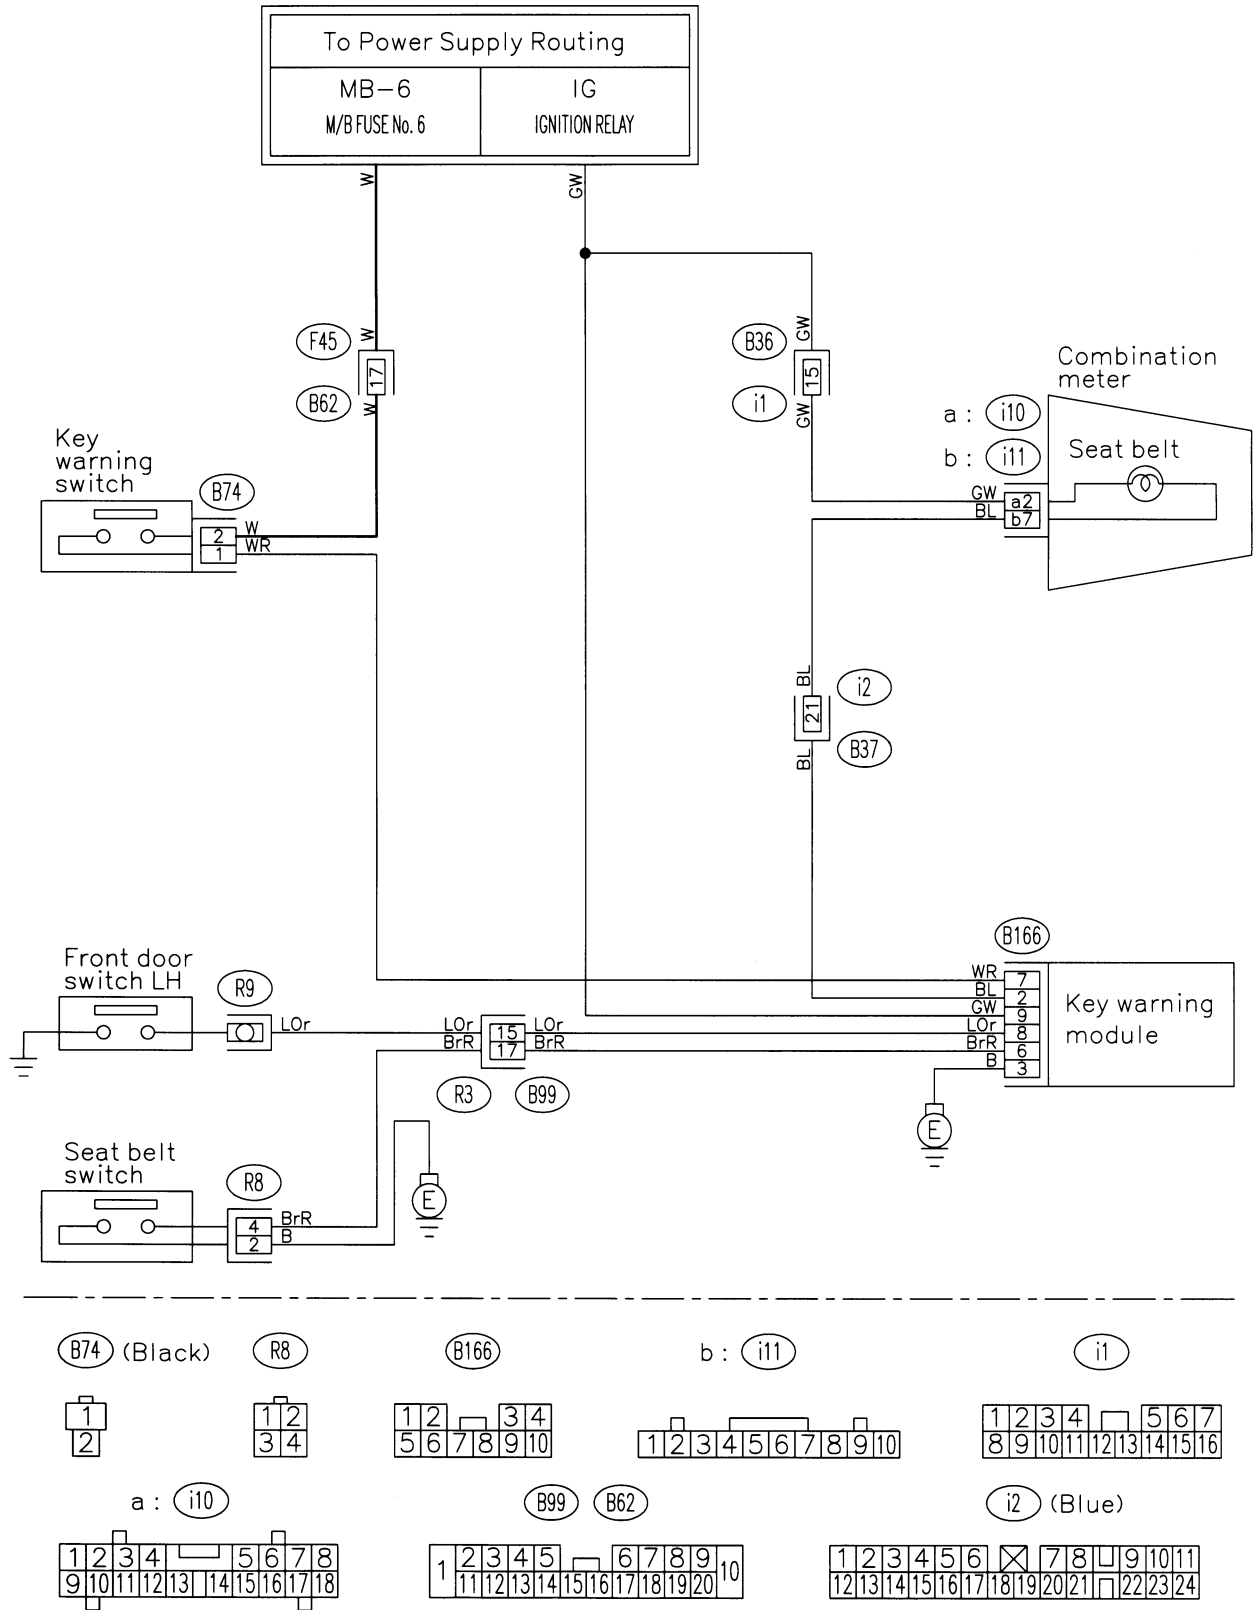 To Power Supply Routing
MB-6
M/B FUSE No. 6
IG
IGNITION RELAY
W
GW
F45
W
17
B62
W
B36
GW
15
i1
GW
Combination
meter
a : i10
b : i11
Seat belt
GW
a2
BL
b7
Key
warning
switch
B74
2
W
1
WR
BL
i2
21
B37
BL
B166
WR 7
BL 2
GW 9
LOr 8
BrR 6
B 3
Key warning
module
E
Front door
switch LH
R9
LOr
LOr 15 LOr
BrR 17 BrR
R3
B99
Seat belt
switch
R8
4 BrR
2 B
E
B74 (Black)
1
2
R8
1 2
3 4
B166
1 2 3 4
5 6 7 8 9 10
b : i11
1 2 3 4 5 6 7 8 9 10
i1
1 2 3 4 5 6 7
8 9 10 11 12 13 14 15 16
a : i10
1 2 3 4 5 6 7 8
9 10 11 12 13 14 15 16 17 18
B99 B62
1 2 3 4 5 6 7 8 9 10
11 12 13 14 15 16 17 18 19 20
i2 (Blue)
1 2 3 4 5 6 7 8 9 10 11
12 13 14 15 16 17 18 19 20 21 22 23 24